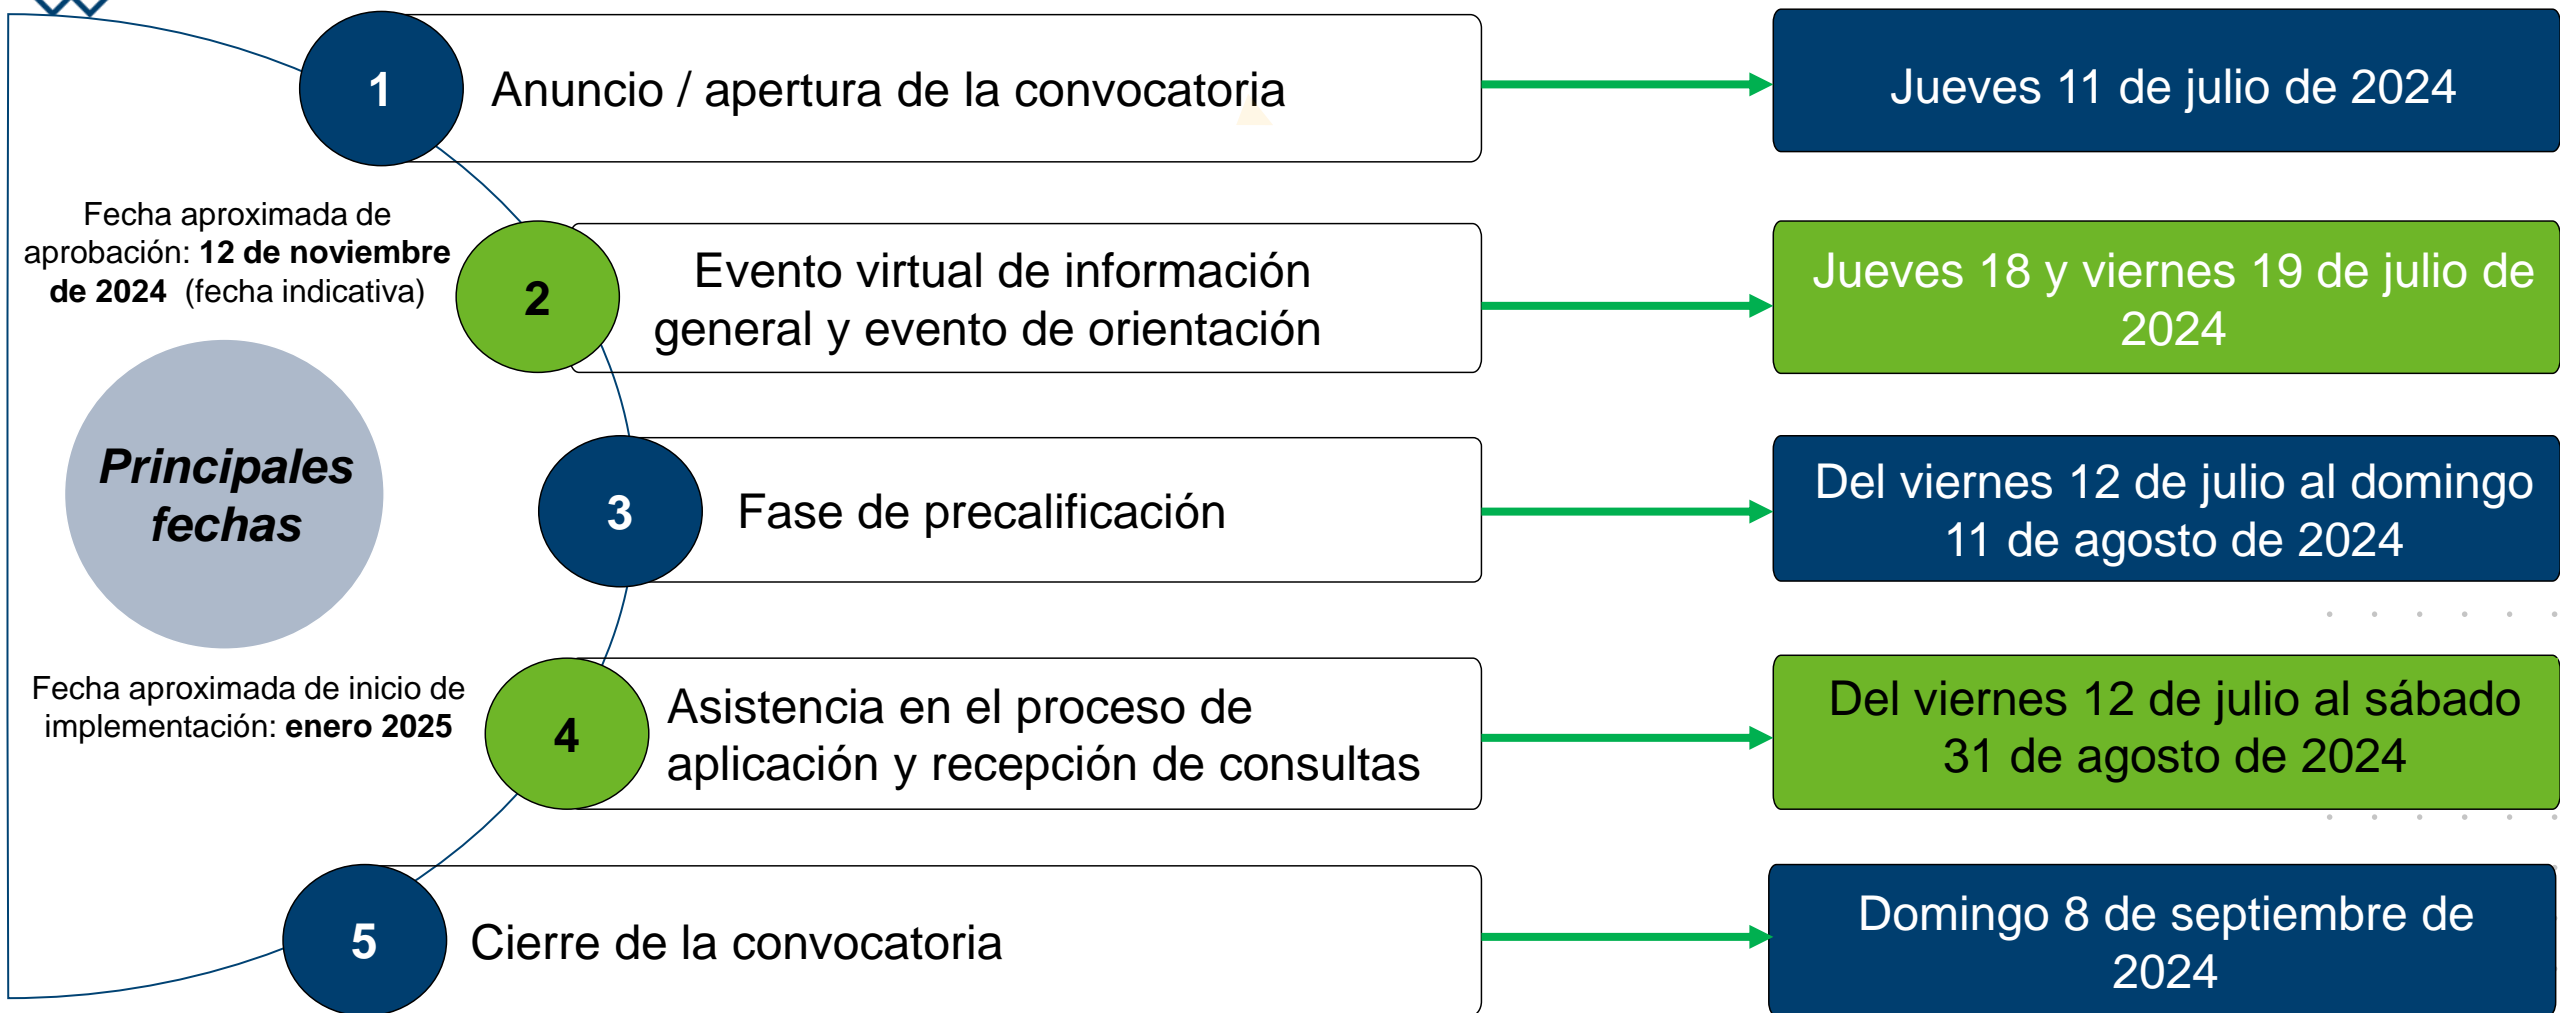 1
Anuncio / apertura de la convocatoria
Jueves 11 de julio de 2024
Fecha aproximada de
aprobación: 12 de noviembre
de 2024 (fecha indicativa)
2
Evento virtual de información
general y evento de orientación
Jueves 18 y viernes 19 de julio de
2024
Principales
fechas
3
Fase de precalificación
Del viernes 12 de julio al domingo
11 de agosto de 2024
Fecha aproximada de inicio de
implementación: enero 2025
4
Asistencia en el proceso de
aplicación y recepción de consultas
Del viernes 12 de julio al sábado
31 de agosto de 2024
5
Cierre de la convocatoria
Domingo 8 de septiembre de
2024